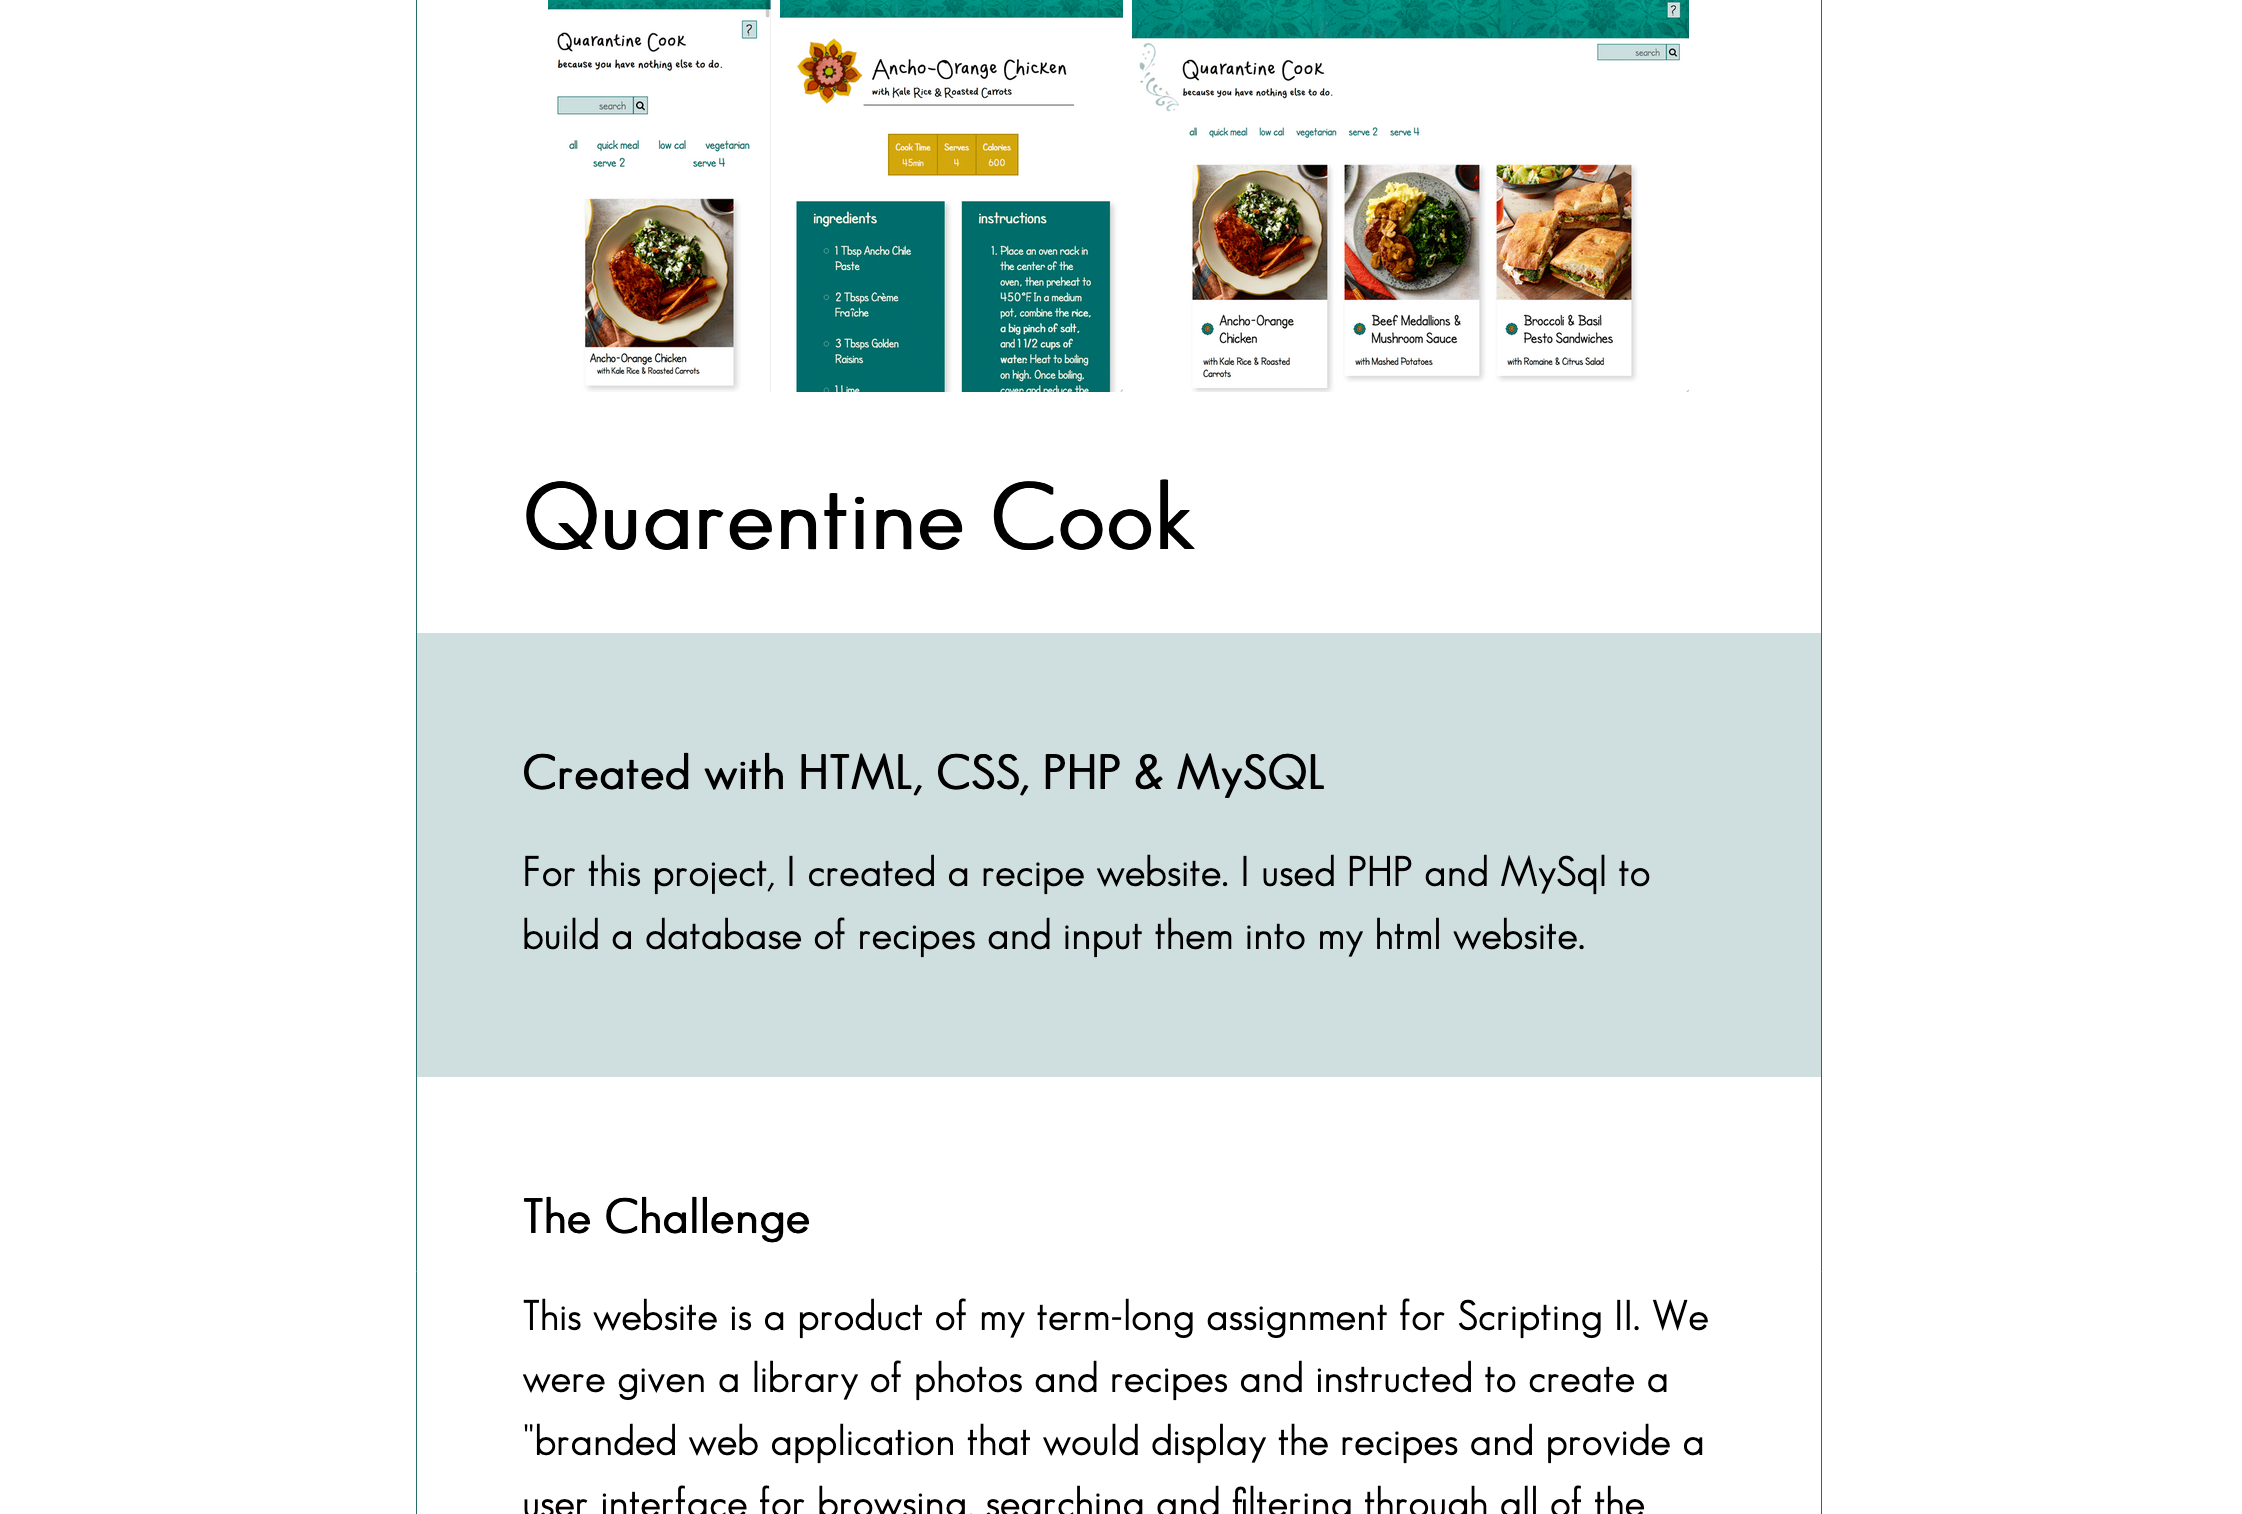 ?
Quarantine Cook
because you have nothing else to do.
search
all quick meal low cal vegetarian
serve 2 serve 4
Ancho-Orange Chicken
with Kale Rice & Roasted Carrots
Ancho-Orange Chicken
with Kale Rice & Roasted Carrots
Cook Time Serves Calories
45min 4 600
ingredients
1 Tbsp Ancho Chile
Paste
2 Tbsps Crème
Fraîche
3 Tbsps Golden
Raisins
1 Lime
instructions
1. Place an oven rack in
the center of the
oven, then preheat to
450°F. In a medium
pot, combine the rice,
a big pinch of salt,
and 1 1/2 cups of
water. Heat to boiling
on high. Once boiling,
cover and reduce the
?
search
Quarantine Cook
because you have nothing else to do.
all quick meal low cal vegetarian serve 2 serve 4
Ancho-Orange
Chicken
with Kale Rice & Roasted
Carrots
Beef Medallions &
Mushroom Sauce
with Mashed Potatoes
Broccoli & Basil
Pesto Sandwiches
with Romaine & Citrus Salad
Quarentine Cook
Created with HTML, CSS, PHP & MySQL
For this project, I created a recipe website. I used PHP and MySql to
build a database of recipes and input them into my html website.
The Challenge
This website is a product of my term-long assignment for Scripting II. We
were given a library of photos and recipes and instructed to create a
"branded web application that would display the recipes and provide a
user interface for browsing, searching and filtering through all of the